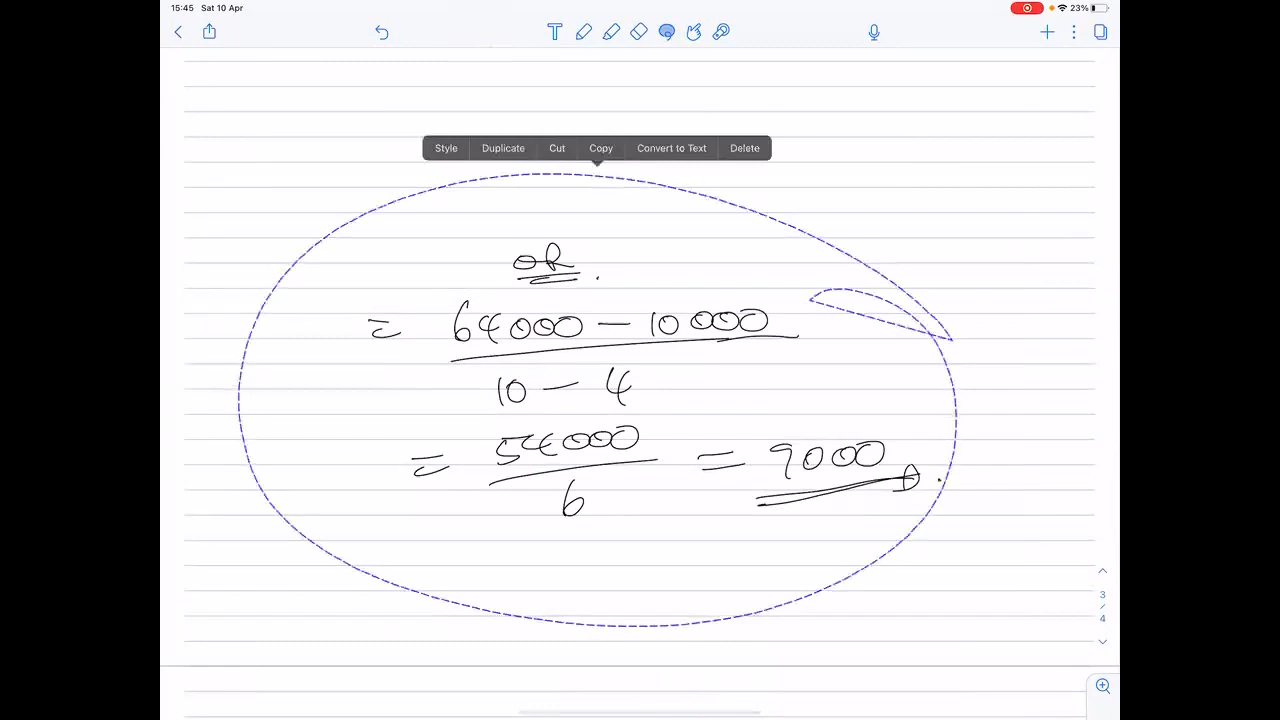 15:45 Sat 10 Apr 23%
T
Style Duplicate Cut Copy Convert to Text Delete
OR
= 64000 - 10000
10 - 4
= 54000 = 9000
6
3
/
4